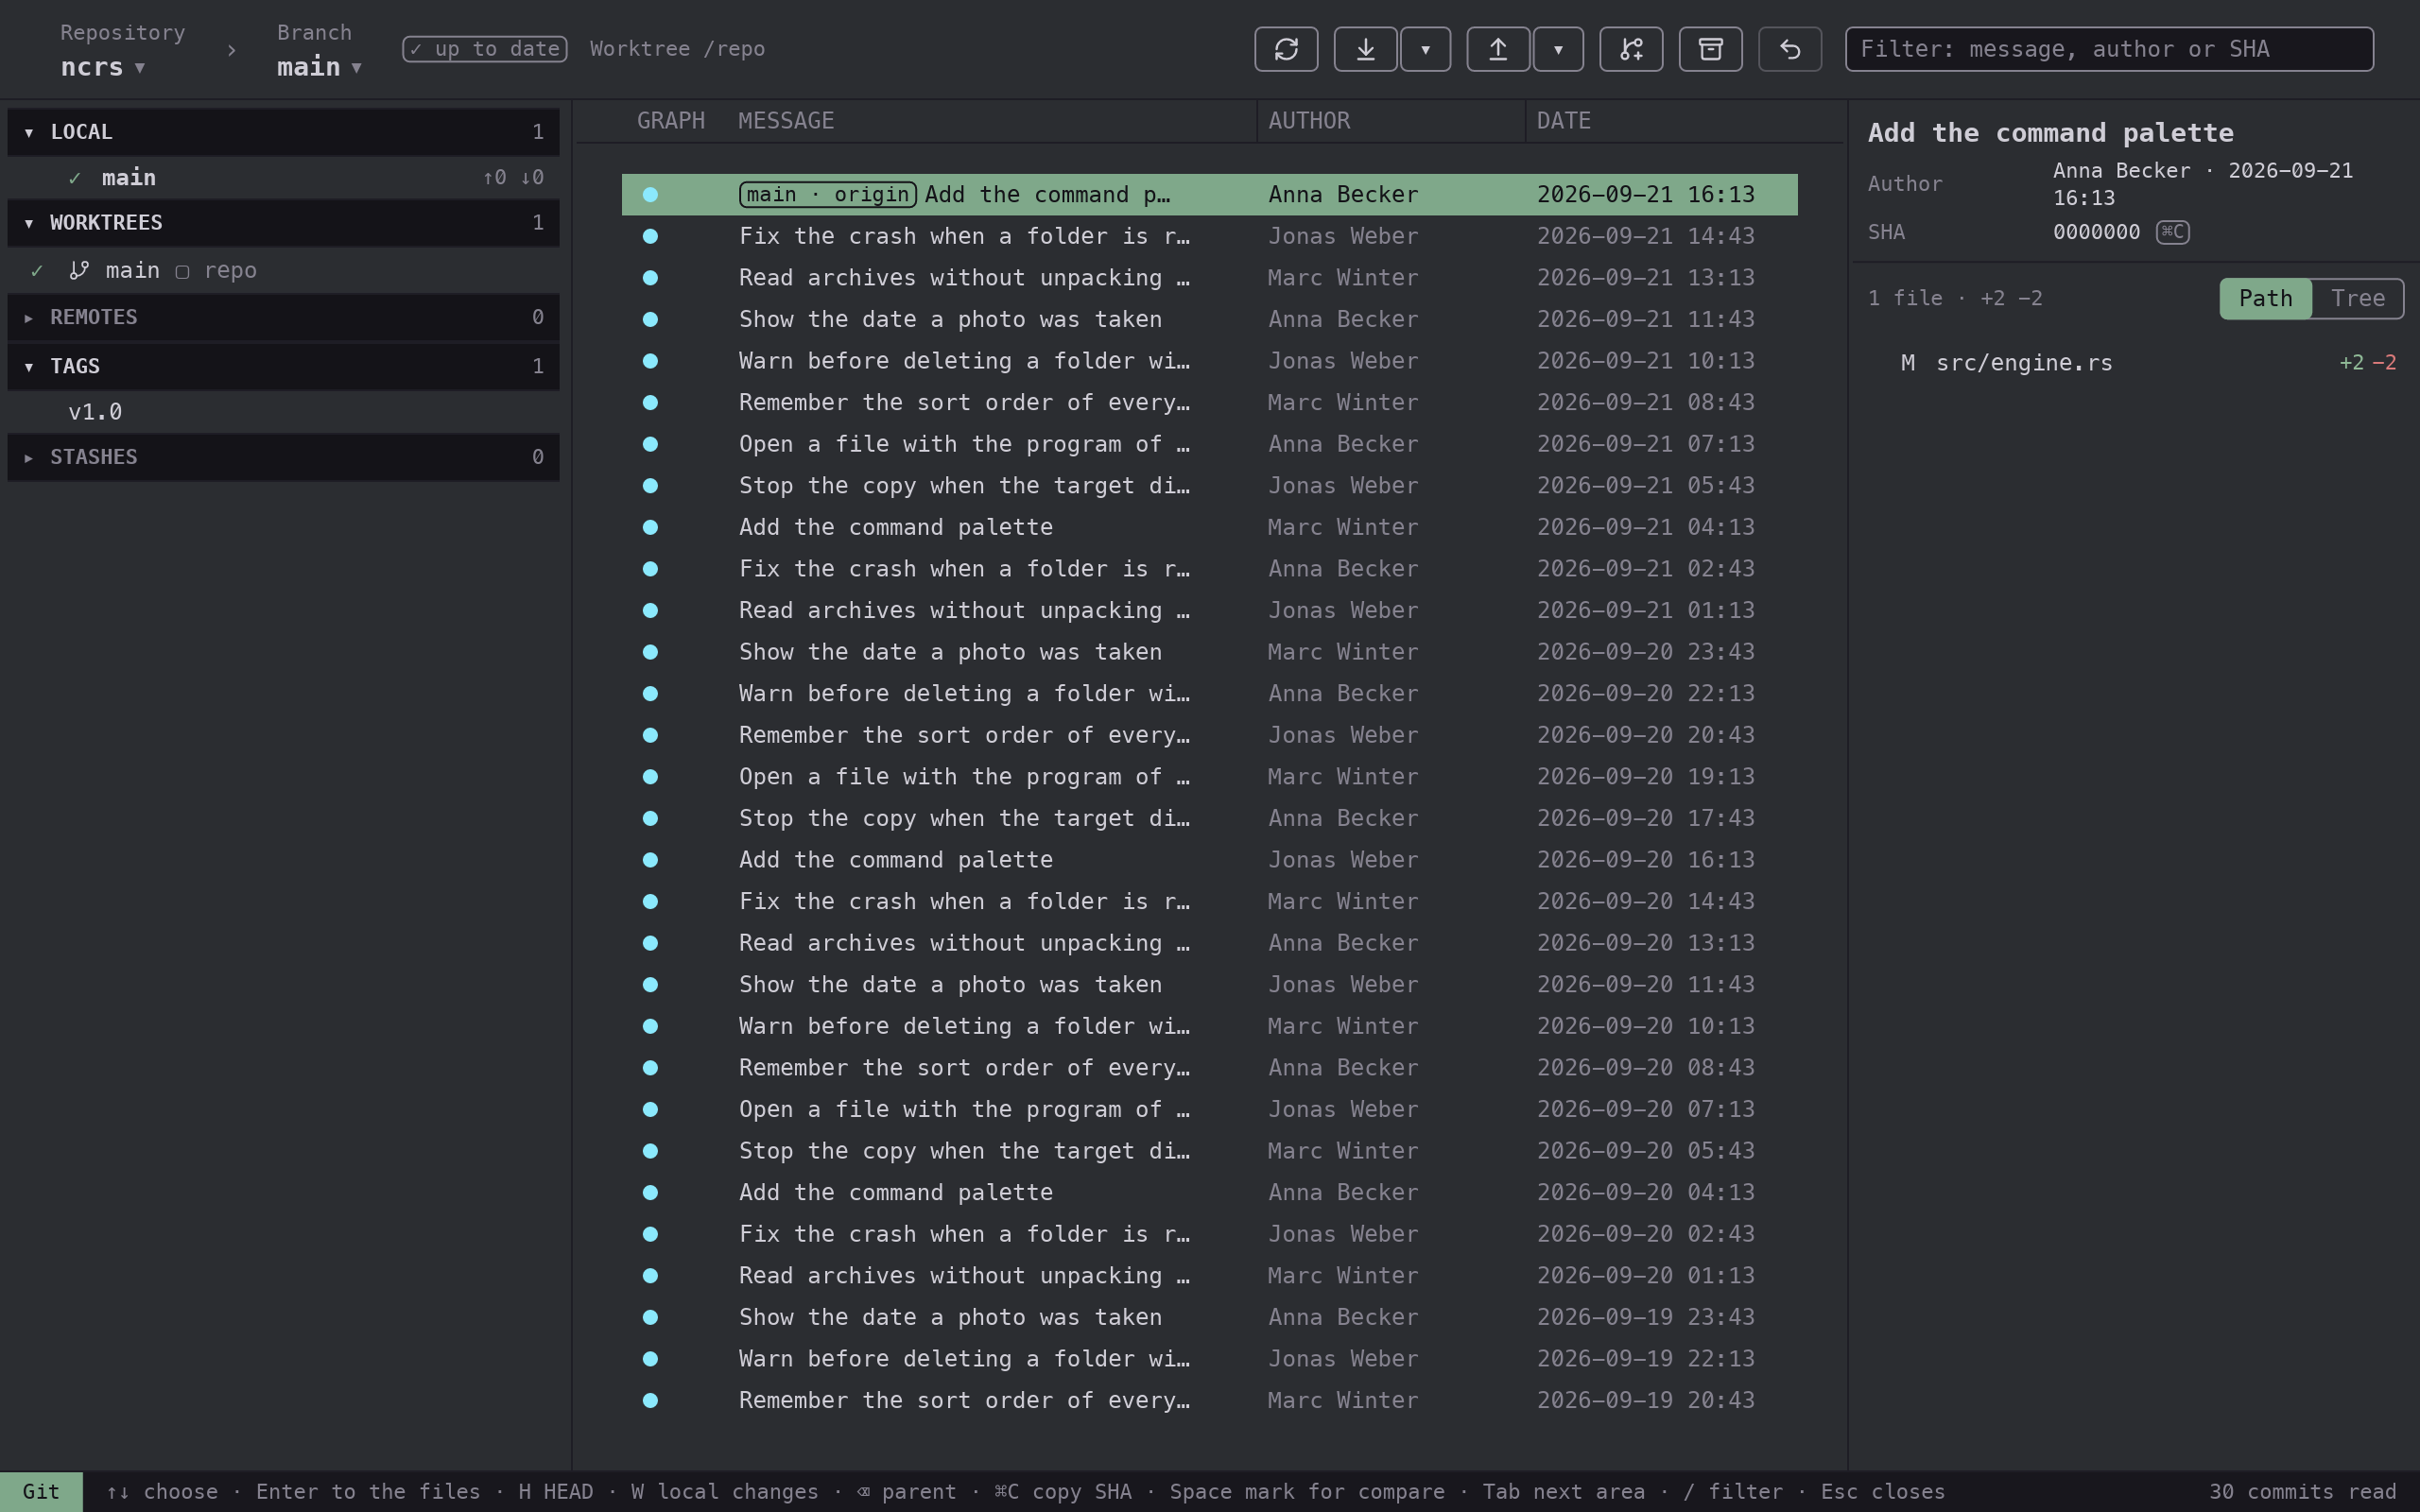 Repository
Branch
ncrs ▼ › main ▼ ✓ up to date Worktree /repo
▼ ▼ Filter: message, author or SHA
▼ LOCAL 1
✓ main ↑0 ↓0
▼ WORKTREES 1
✓ main ▢ repo
▸ REMOTES 0
▼ TAGS 1
v1.0
▸ STASHES 0
GRAPH MESSAGE AUTHOR DATE
main · origin Add the command p… Anna Becker 2026-09-21 16:13
Fix the crash when a folder is r… Jonas Weber 2026-09-21 14:43
Read archives without unpacking … Marc Winter 2026-09-21 13:13
Show the date a photo was taken Anna Becker 2026-09-21 11:43
Warn before deleting a folder wi… Jonas Weber 2026-09-21 10:13
Remember the sort order of every… Marc Winter 2026-09-21 08:43
Open a file with the program of … Anna Becker 2026-09-21 07:13
Stop the copy when the target di… Jonas Weber 2026-09-21 05:43
Add the command palette Marc Winter 2026-09-21 04:13
Fix the crash when a folder is r… Anna Becker 2026-09-21 02:43
Read archives without unpacking … Jonas Weber 2026-09-21 01:13
Show the date a photo was taken Marc Winter 2026-09-20 23:43
Warn before deleting a folder wi… Anna Becker 2026-09-20 22:13
Remember the sort order of every… Jonas Weber 2026-09-20 20:43
Open a file with the program of … Marc Winter 2026-09-20 19:13
Stop the copy when the target di… Anna Becker 2026-09-20 17:43
Add the command palette Jonas Weber 2026-09-20 16:13
Fix the crash when a folder is r… Marc Winter 2026-09-20 14:43
Read archives without unpacking … Anna Becker 2026-09-20 13:13
Show the date a photo was taken Jonas Weber 2026-09-20 11:43
Warn before deleting a folder wi… Marc Winter 2026-09-20 10:13
Remember the sort order of every… Anna Becker 2026-09-20 08:43
Open a file with the program of … Jonas Weber 2026-09-20 07:13
Stop the copy when the target di… Marc Winter 2026-09-20 05:43
Add the command palette Anna Becker 2026-09-20 04:13
Fix the crash when a folder is r… Jonas Weber 2026-09-20 02:43
Read archives without unpacking … Marc Winter 2026-09-20 01:13
Show the date a photo was taken Anna Becker 2026-09-19 23:43
Warn before deleting a folder wi… Jonas Weber 2026-09-19 22:13
Remember the sort order of every… Marc Winter 2026-09-19 20:43
Add the command palette
Author Anna Becker · 2026-09-21
16:13
SHA 0000000 ⌘C
1 file · +2 −2 Path Tree
M src/engine.rs +2 −2
Git ↑↓ choose · Enter to the files · H HEAD · W local changes · ⌫ parent · ⌘C copy SHA · Space mark for compare · Tab next area · / filter · Esc closes 30 commits read